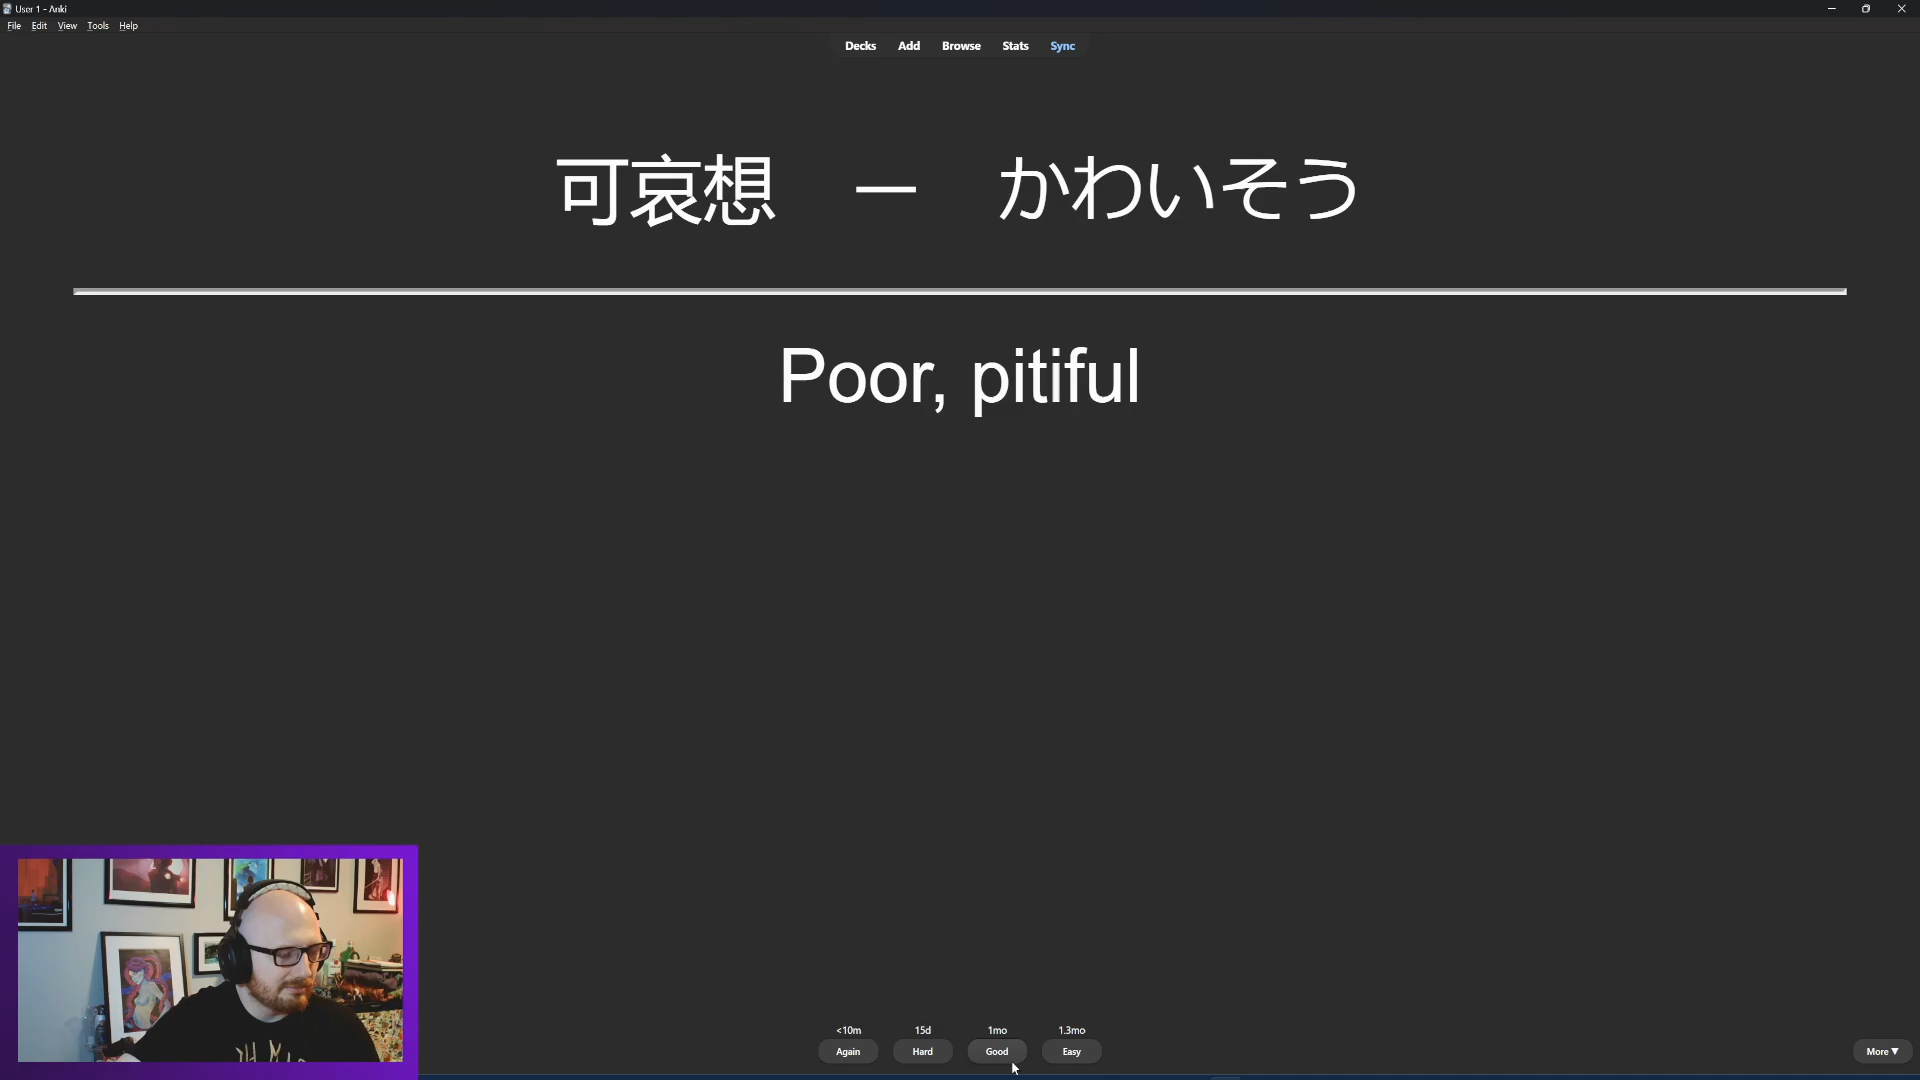 User 1 - Anki
File Edit View Tools Help
Decks Add Browse Stats Sync
可哀想 ー かわいそう
Poor, pitiful
<10m 15d 1mo 1.3mo
Again Hard Good Easy
More ▼